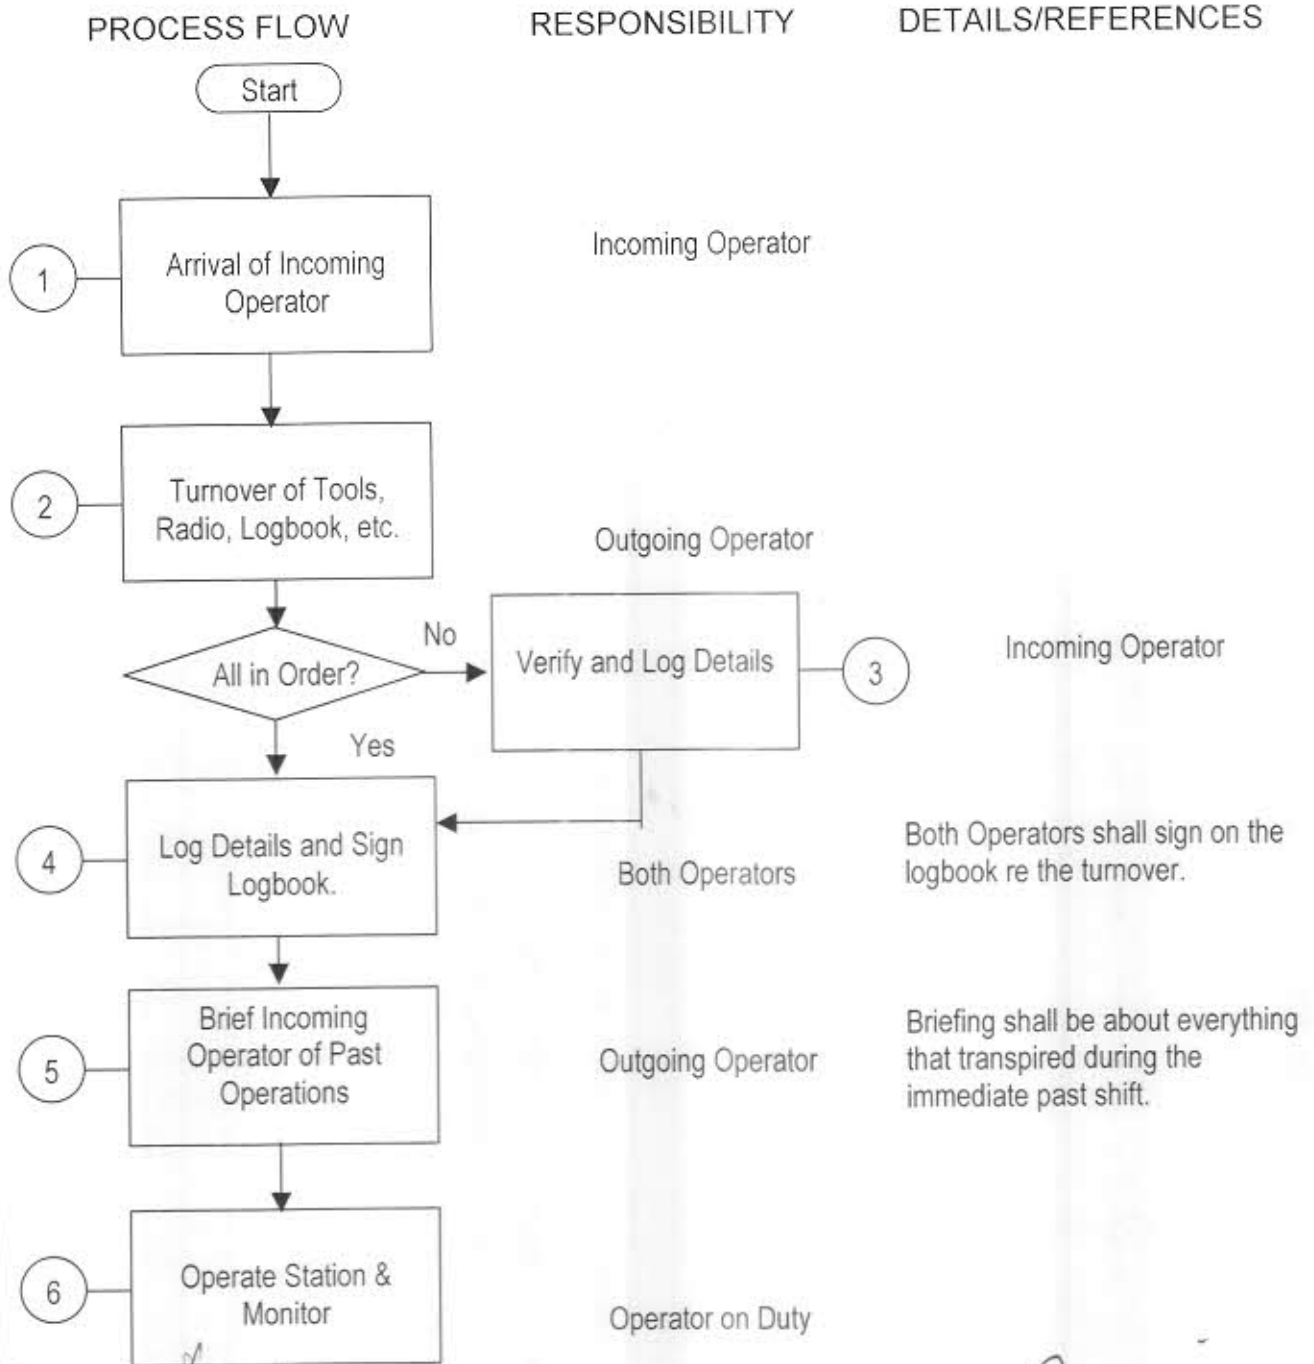 PROCESS FLOW
RESPONSIBILITY
DETAILS/REFERENCES
Start
1
Arrival of Incoming
Operator
Incoming Operator
2
Turnover of Tools,
Radio, Logbook, etc.
Outgoing Operator
All in Order?
No
Verify and Log Details
3
Incoming Operator
Yes
4
Log Details and Sign
Logbook.
Both Operators
Both Operators shall sign on the
logbook re the turnover.
5
Brief Incoming
Operator of Past
Operations
Outgoing Operator
Briefing shall be about everything
that transpired during the
immediate past shift.
6
Operate Station &
Monitor
Operator on Duty